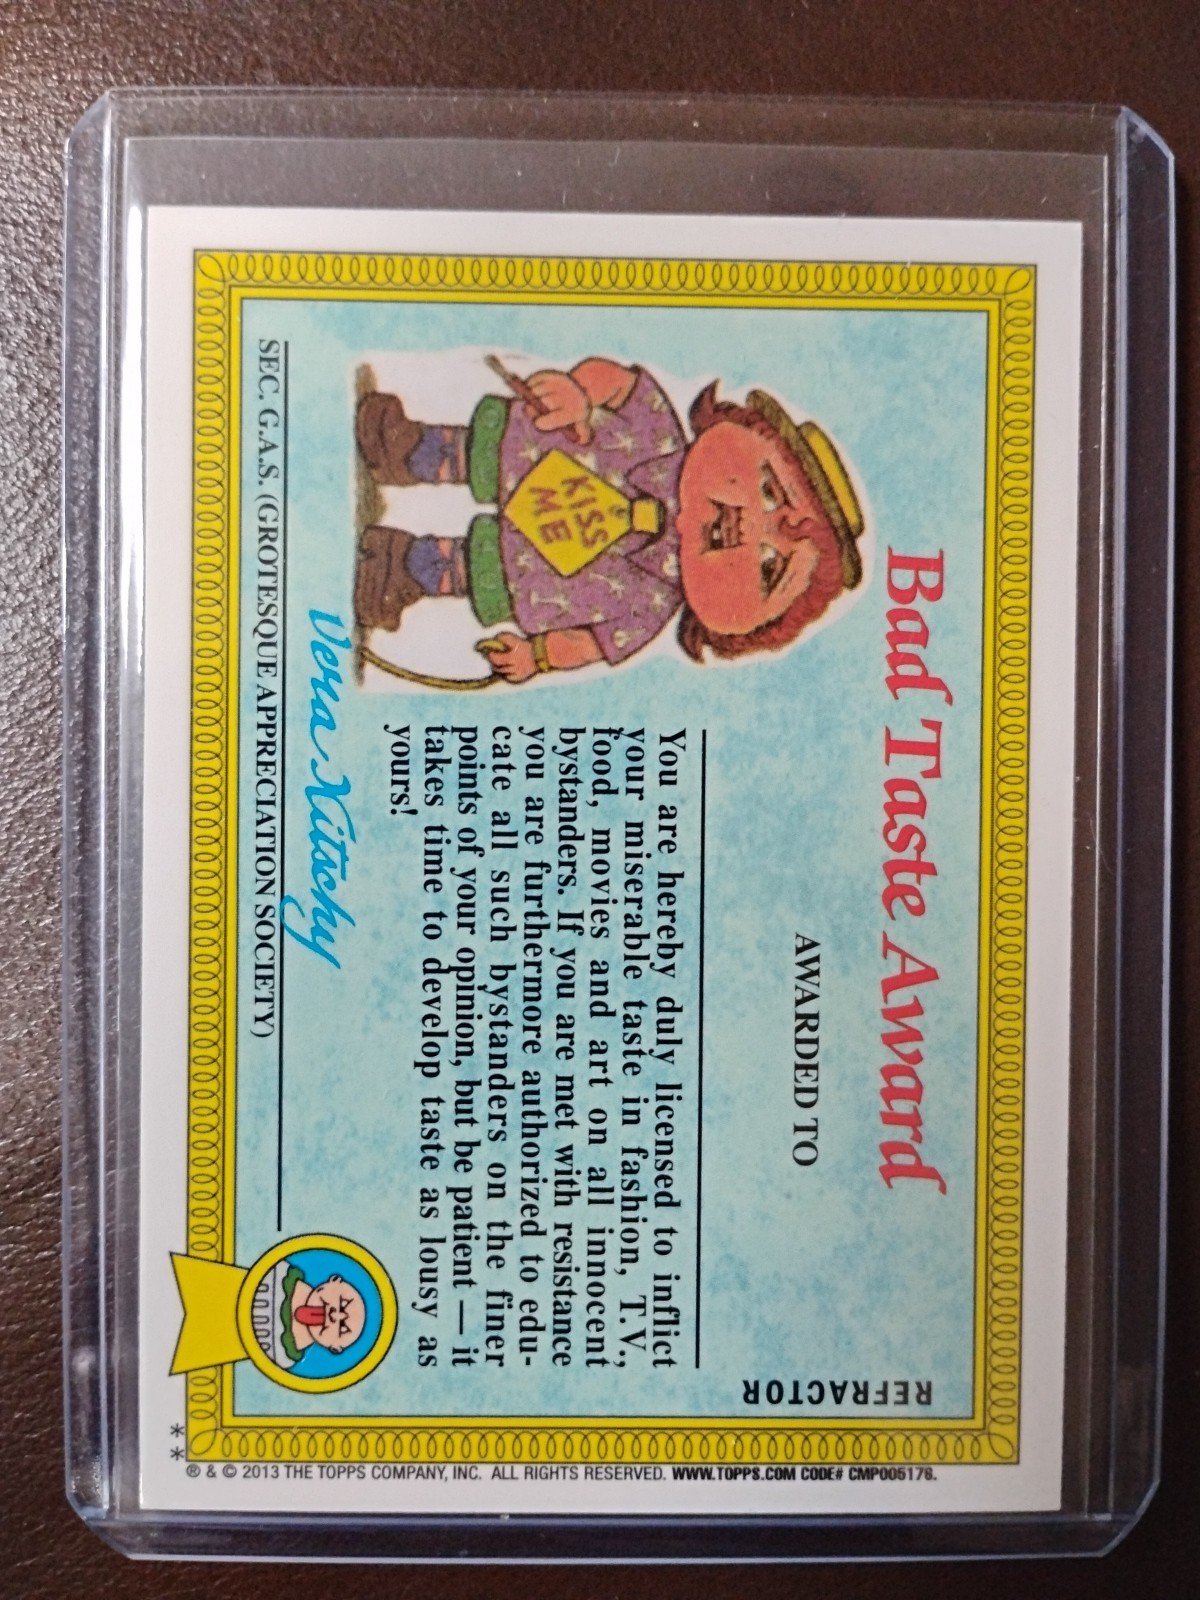 Bad Taste Award
AWARDED TO
You are hereby duly licensed to inflict
your miserable taste in fashion, T.V.,
food, movies and art on all innocent
bystanders. If you are met with resistance
you are furthermore authorized to edu-
cate all such bystanders on the finer
points of your opinion, but be patient — it
takes time to develop taste as lousy as
yours!
KISS
ME
Vera Kitschy
SEC. G.A.S. (GROTESQUE APPRECIATION SOCIETY)
REFRACTOR
**
® & © 2013 THE TOPPS COMPANY, INC. ALL RIGHTS RESERVED. WWW.TOPPS.COM CODE# CMP005176.